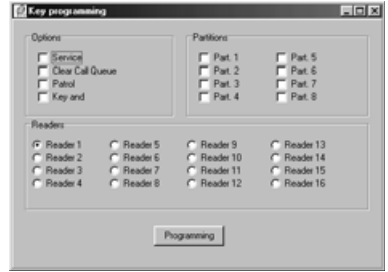 Key programming
Options
Service
Clear Call Queue
Patrol
Key and
Partitions
Part. 1
Part. 2
Part. 3
Part. 4
Part. 5
Part. 6
Part. 7
Part. 8
Readers
Reader 1
Reader 2
Reader 3
Reader 4
Reader 5
Reader 6
Reader 7
Reader 8
Reader 9
Reader 10
Reader 11
Reader 12
Reader 13
Reader 14
Reader 15
Reader 16
Programming